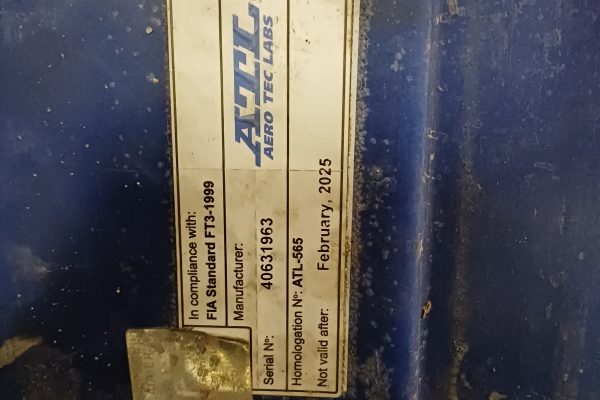 In compliance with:
FIA Standard FT3-1999
Manufacturer:
ATL
AERO TEC LABS
Serial Nº: 40631963
Homologation Nº: ATL-565
Not valid after: February, 2025